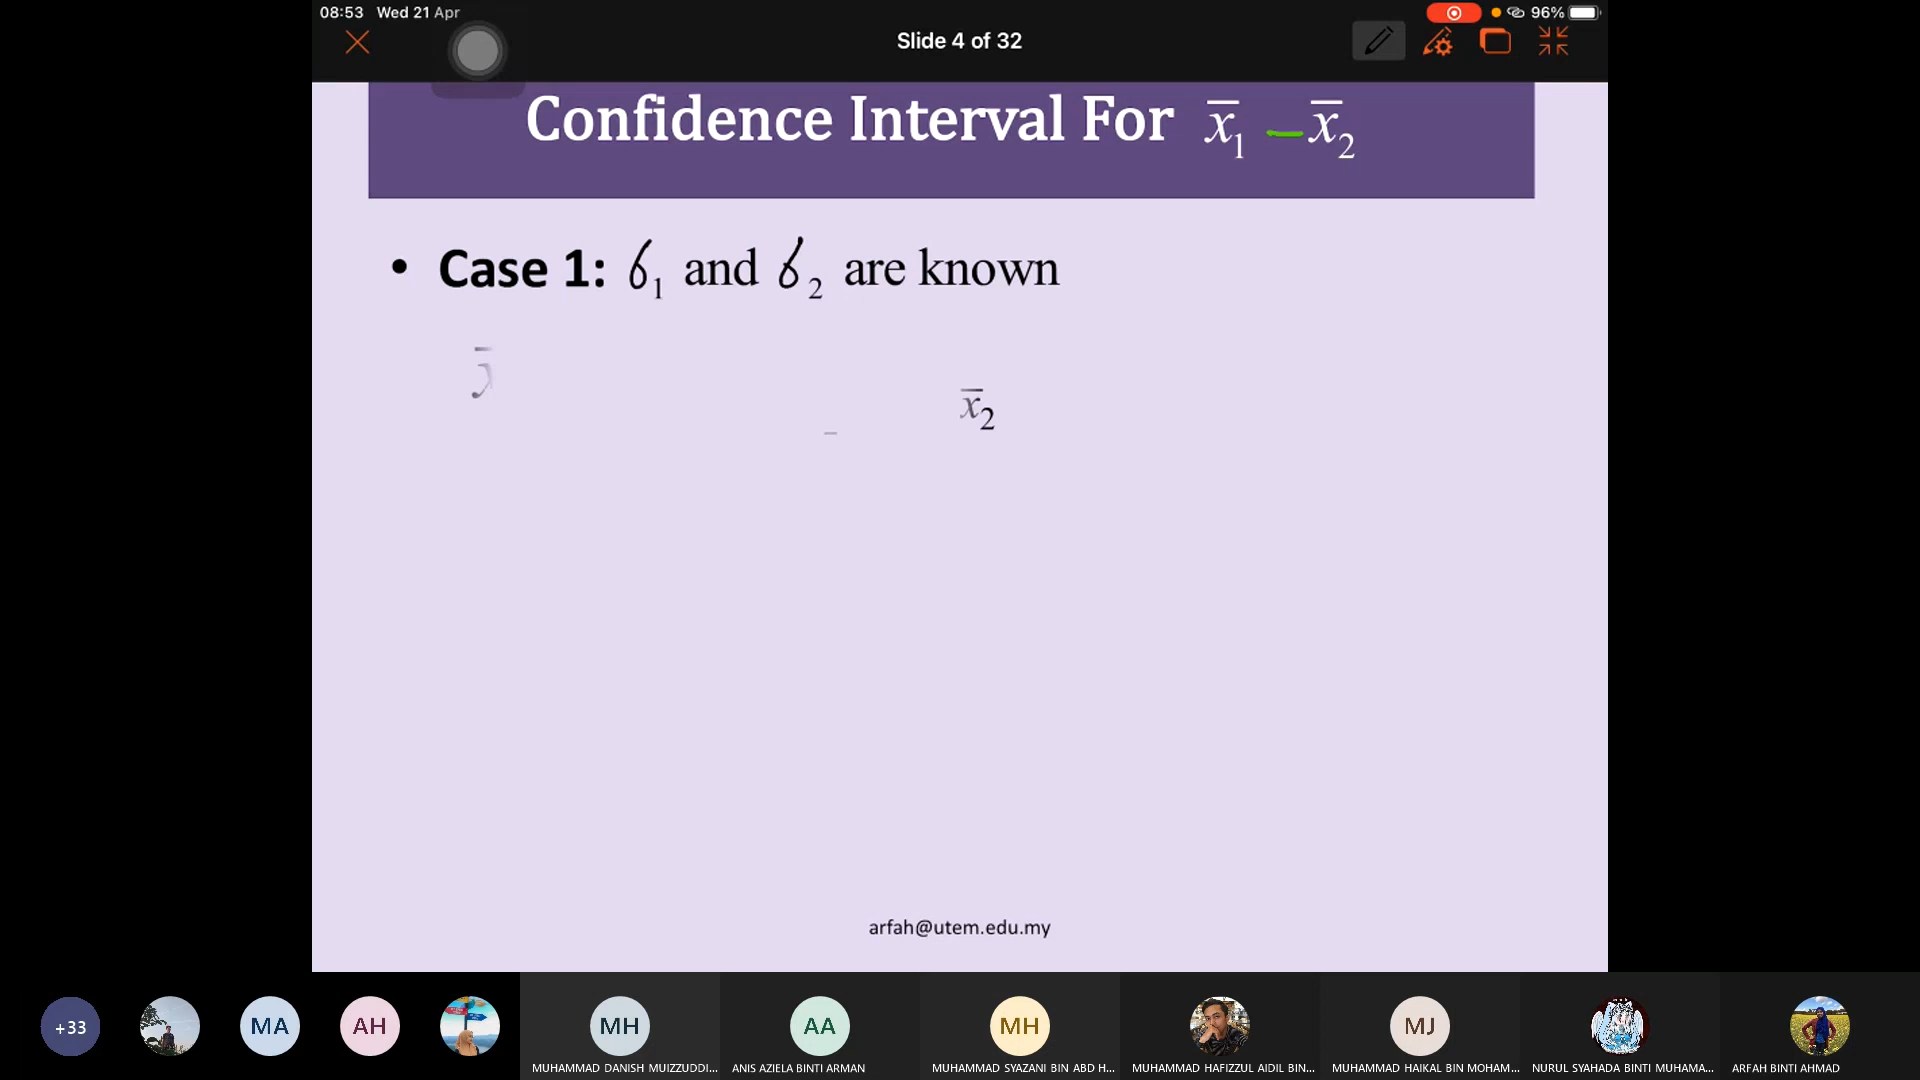 08:53 Wed 21 Apr
96%
Slide 4 of 32
Confidence Interval For x̄₁ – x̄₂
• Case 1: б₁ and б₂ are known
x̄₂
arfah@utem.edu.my
+33
MA
AH
MH
AA
MH
MJ
MUHAMMAD DANISH MUIZZUDDI...
ANIS AZIELA BINTI ARMAN
MUHAMMAD SYAZANI BIN ABD H...
MUHAMMAD HAFIZZUL AIDIL BIN...
MUHAMMAD HAIKAL BIN MOHAM...
NURUL SYAHADA BINTI MUHAMA...
ARFAH BINTI AHMAD